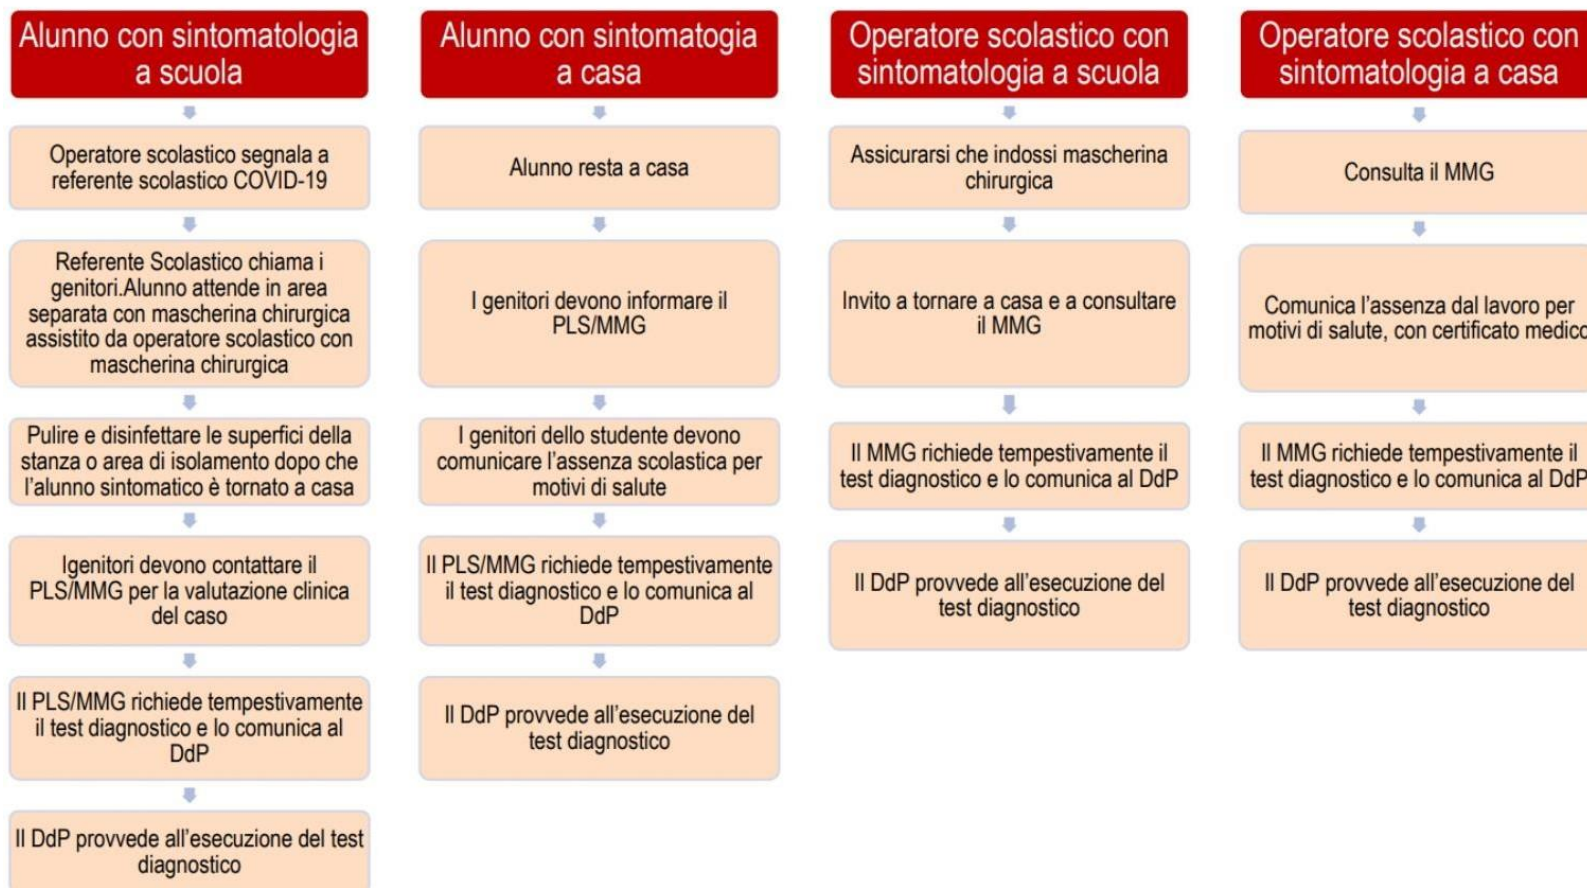 Alunno con sintomatologia
a scuola
Operatore scolastico segnala a
referente scolastico COVID-19
Referente Scolastico chiama i
genitori.Alunno attende in area
separata con mascherina chirurgica
assistito da operatore scolastico con
mascherina chirurgica
Pulire e disinfettare le superfici della
stanza o area di isolamento dopo che
l'alunno sintomatico è tornato a casa
Igenitori devono contattare il
PLS/MMG per la valutazione clinica
del caso
Il PLS/MMG richiede tempestivamente
il test diagnostico e lo comunica al
DdP
Il DdP provvede all'esecuzione del test
diagnostico
Alunno con sintomatogia
a casa
Alunno resta a casa
I genitori devono informare il
PLS/MMG
I genitori dello studente devono
comunicare l'assenza scolastica per
motivi di salute
Il PLS/MMG richiede tempestivamente
il test diagnostico e lo comunica al
DdP
Il DdP provvede all'esecuzione del
test diagnostico
Operatore scolastico con
sintomatologia a scuola
Assicurarsi che indossi mascherina
chirurgica
Invito a tornare a casa e a consultare
il MMG
Il MMG richiede tempestivamente il
test diagnostico e lo comunica al DdP
Il DdP provvede all'esecuzione del
test diagnostico
Operatore scolastico con
sintomatologia a casa
Consulta il MMG
Comunica l'assenza dal lavoro per
motivi di salute, con certificato medico
Il MMG richiede tempestivamente il
test diagnostico e lo comunica al DdP
Il DdP provvede all'esecuzione del
test diagnostico